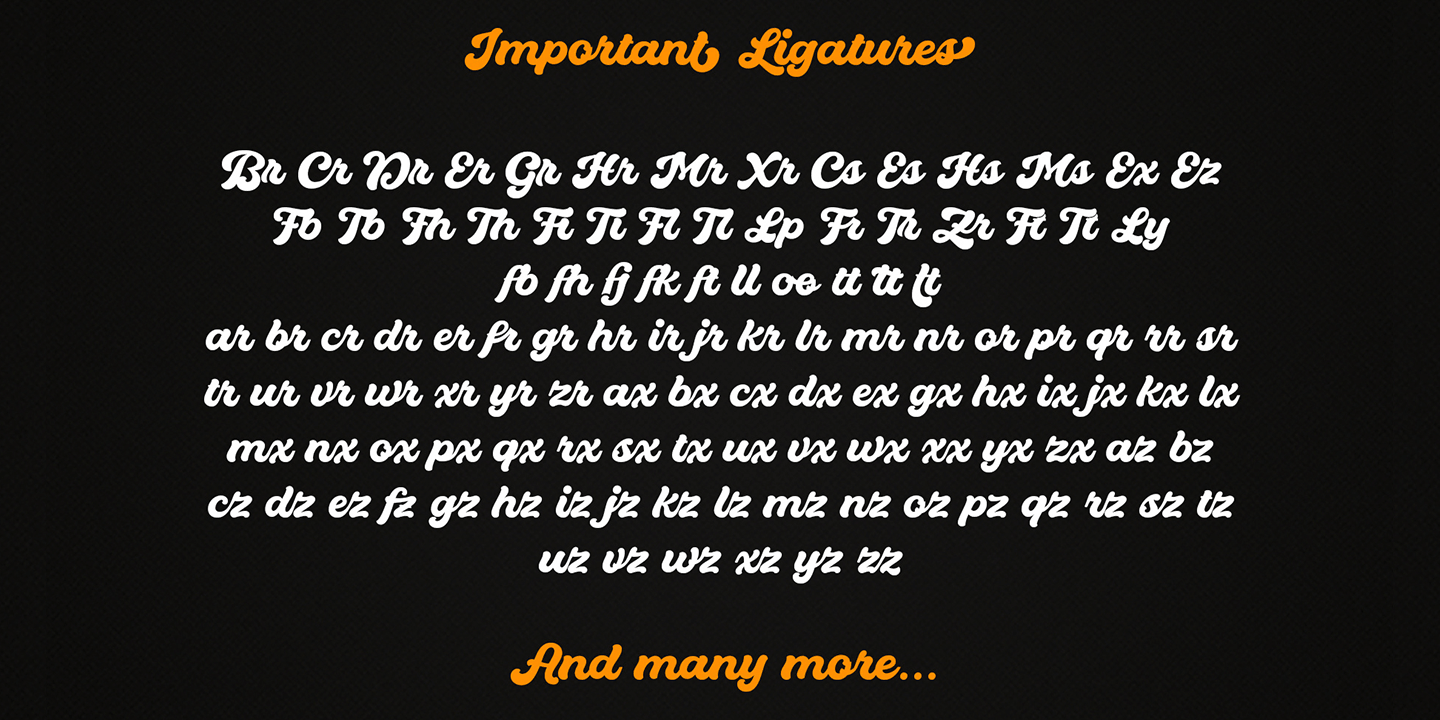 Important Ligatures
Br Cr Dr Er Gr Hr Mr Xr Cs Es Hs Ms Ex Ez
Fb Tb Fh Th Fi Ti Fl Tl Lp Fr Tr Zr Ft Tt Ly
fb fh fj fk ft ll oo tt ttt lt
ar br cr dr er fr gr hr ir jr kr lr mr nr or pr qr rr sr
tr ur vr wr xr yr zr ax bx cx dx ex gx hx ix jx kx lx
mx nx ox px qx rx sx tx ux vx wx xx yx zx az bz
cz dz ez fz gz hz iz jz kz lz mz nz oz pz qz rz sz tz
uz vz wz xz yz zz
And many more...